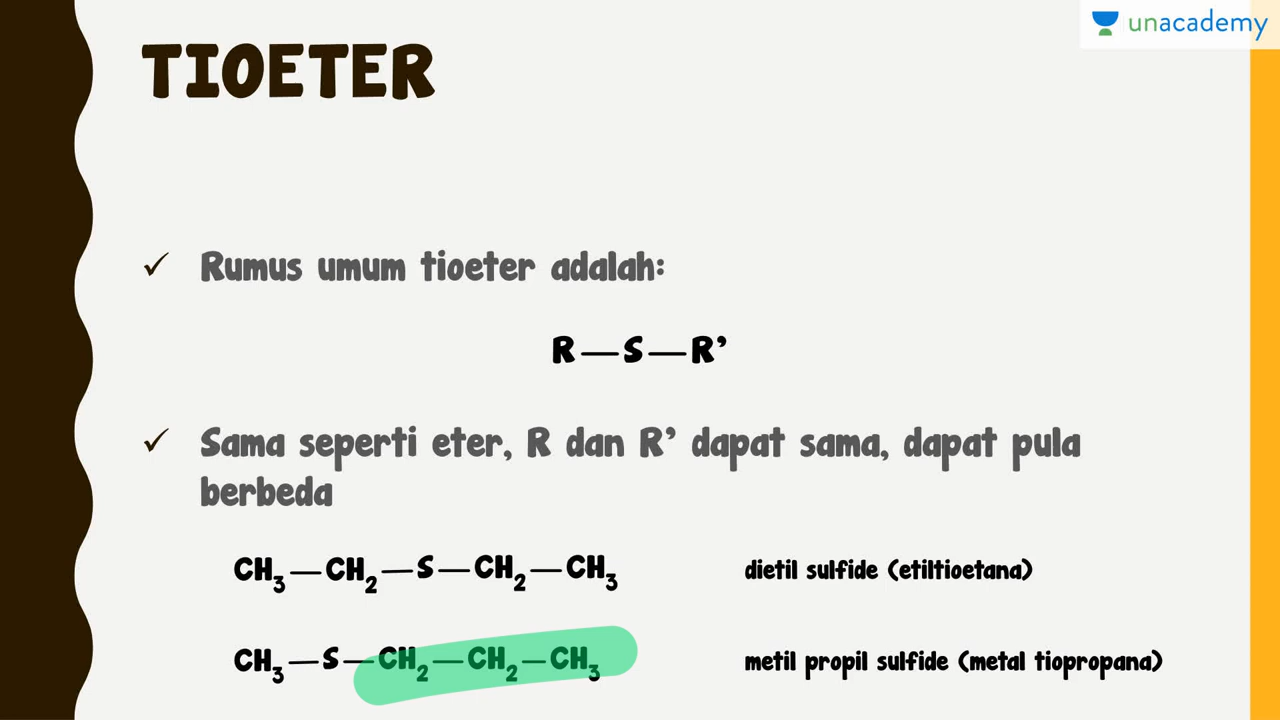 unacademy
TIOETER
✓ Rumus umum tioeter adalah:
R—S—R'
✓ Sama seperti eter, R dan R' dapat sama, dapat pula
berbeda
CH₃—CH₂—S—CH₂—CH₃ dietil sulfide (etiltioetana)
CH₃—S—CH₂—CH₂—CH₃ metil propil sulfide (metal tiopropana)